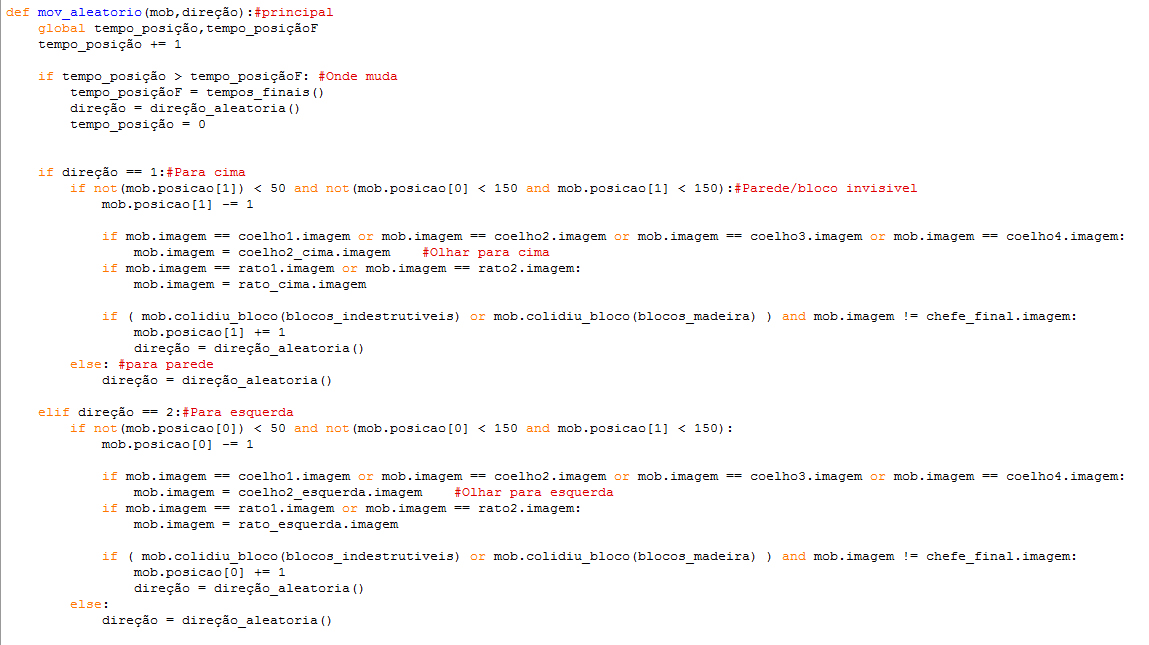 def mov_aleatorio(mob,direção):#principal
    global tempo_posição,tempo_posiçãoF
    tempo_posição += 1

    if tempo_posição > tempo_posiçãoF: #Onde muda
        tempo_posiçãoF = tempos_finais()
        direção = direção_aleatoria()
        tempo_posição = 0


    if direção == 1:#Para cima
        if not(mob.posicao[1]) < 50 and not(mob.posicao[0] < 150 and mob.posicao[1] < 150):#Parede/bloco invisivel
            mob.posicao[1] -= 1

            if mob.imagem == coelho1.imagem or mob.imagem == coelho2.imagem or mob.imagem == coelho3.imagem or mob.imagem == coelho4.imagem:
                mob.imagem = coelho2_cima.imagem    #Olhar para cima
            if mob.imagem == rato1.imagem or mob.imagem == rato2.imagem:
                mob.imagem = rato_cima.imagem

            if ( mob.colidiu_bloco(blocos_indestrutiveis) or mob.colidiu_bloco(blocos_madeira) ) and mob.imagem != chefe_final.imagem:
                mob.posicao[1] += 1
                direção = direção_aleatoria()
        else: #para parede
            direção = direção_aleatoria()

    elif direção == 2:#Para esquerda
        if not(mob.posicao[0]) < 50 and not(mob.posicao[0] < 150 and mob.posicao[1] < 150):
            mob.posicao[0] -= 1

            if mob.imagem == coelho1.imagem or mob.imagem == coelho2.imagem or mob.imagem == coelho3.imagem or mob.imagem == coelho4.imagem:
                mob.imagem = coelho2_esquerda.imagem    #Olhar para esquerda
            if mob.imagem == rato1.imagem or mob.imagem == rato2.imagem:
                mob.imagem = rato_esquerda.imagem

            if ( mob.colidiu_bloco(blocos_indestrutiveis) or mob.colidiu_bloco(blocos_madeira) ) and mob.imagem != chefe_final.imagem:
                mob.posicao[0] += 1
                direção = direção_aleatoria()
        else:
            direção = direção_aleatoria()